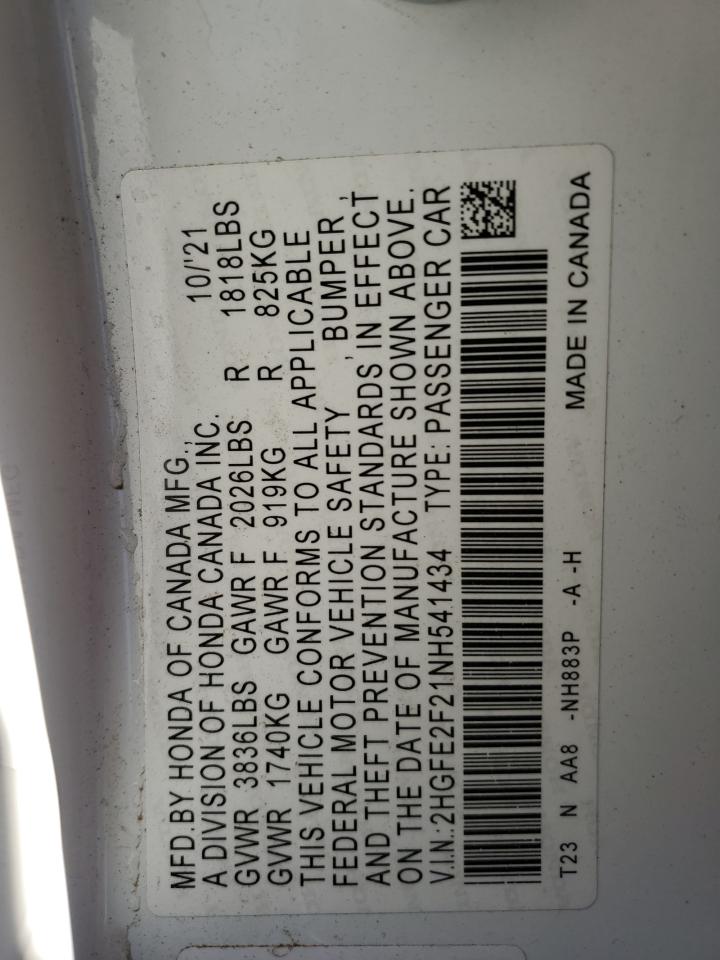 MFD.BY HONDA OF CANADA MFG., 10/'21
A DIVISION OF HONDA CANADA INC.
GVWR 3836LBS GAWR F 2026LBS R 1818LBS
GVWR 1740KG GAWR F 919KG R 825KG
THIS VEHICLE CONFORMS TO ALL APPLICABLE
FEDERAL MOTOR VEHICLE SAFETY , BUMPER ,
AND THEFT PREVENTION STANDARDS IN EFFECT
ON THE DATE OF MANUFACTURE SHOWN ABOVE.
V.I.N.:2HGFE2F21NH541434 TYPE: PASSENGER CAR
T23 N AA8 -NH883P -A -H MADE IN CANADA